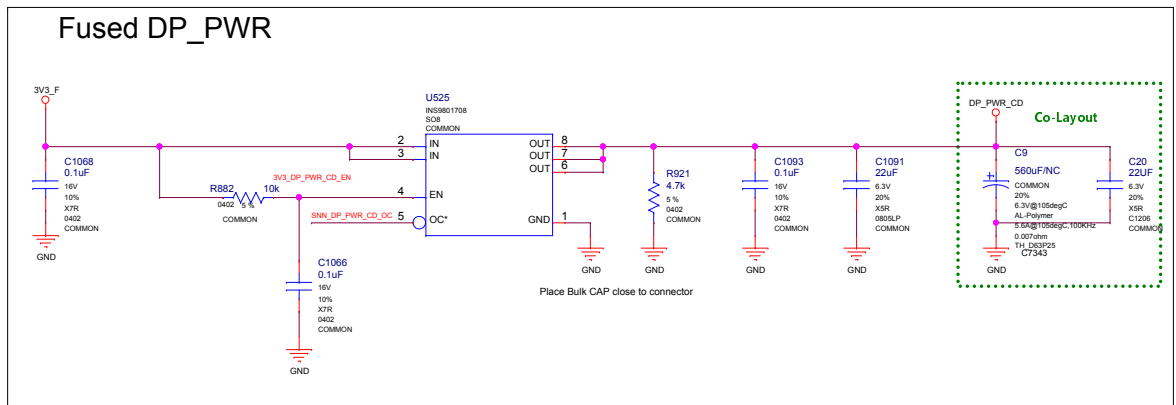 Fused DP_PWR
3V3_F
C1068
0.1uF
16V
10%
X7R
0402
COMMON
GND
R882
10k
0402
5 %
COMMON
3V3_DP_PWR_CD_EN
SNN_DP_PWR_CD_OC
C1066
0.1uF
16V
10%
X7R
0402
COMMON
GND
U525
INS9801708
SO8
COMMON
2
IN
3
IN
4
EN
5
OC*
OUT
8
OUT
7
OUT
6
GND
1
GND
R921
4.7k
5 %
0402
COMMON
GND
Place Bulk CAP close to connector
C1093
0.1uF
16V
10%
X7R
0402
COMMON
GND
C1091
22uF
6.3V
20%
X5R
0805LP
COMMON
GND
DP_PWR_CD
Co-Layout
C9
560uF/NC
COMMON
20%
6.3V@105degC
AL-Polymer
5.6A@105degC,100KHz
0.007ohm
TH_D63P25
C7343
GND
C20
22UF
6.3V
20%
X5R
C1206
COMMON